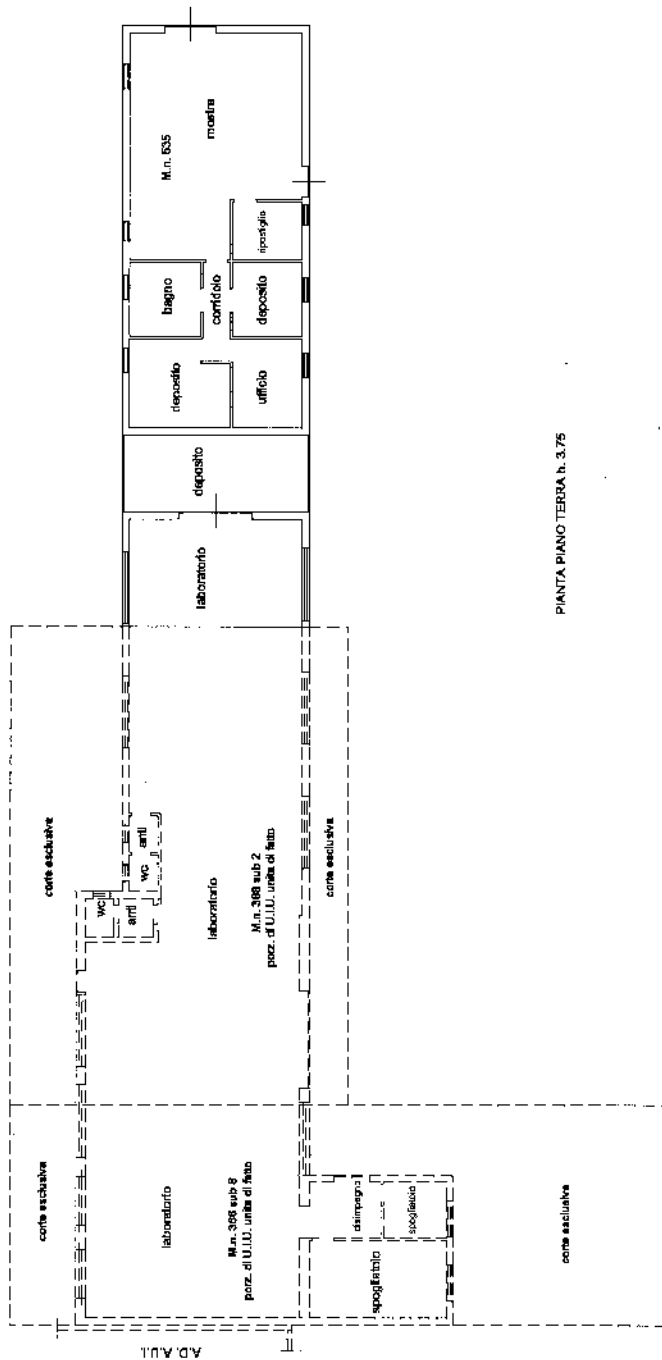 mostra
M.n. 535
ripostiglio
bagno
corridoio
deposito
deposito
ufficio
deposito
laboratorio
PIANTA PIANO TERRA h. 3.75
corte esclusiva
anti
wc
wc
anti
laboratorio
M.n. 366 sub 2
porz. di U.I.U. unita di fatto
corte esclusiva
corte esclusiva
laboratorio
M.n. 366 sub 8
porz. di U.I.U. unita di fatto
disimpegno
spogliatoio
spogliatoio
corte esclusiva
A.D. A.U.I.